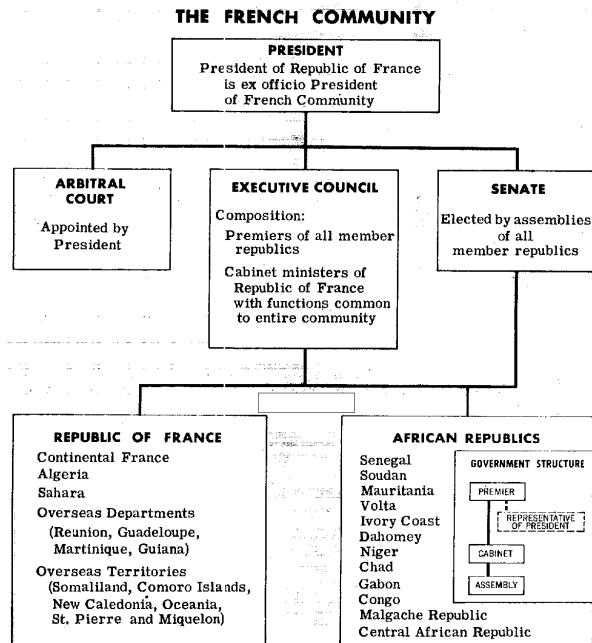 THE FRENCH COMMUNITY
PRESIDENT
President of Republic of France
is ex officio President
of French Community
ARBITRAL
COURT
Appointed by
President
EXECUTIVE COUNCIL
Composition:
Premiers of all member
republics
Cabinet ministers of
Republic of France
with functions common
to entire community
SENATE
Elected by assemblies
of all
member republics
REPUBLIC OF FRANCE
Continental France
Algeria
Sahara
Overseas Departments
(Reunion, Guadeloupe,
Martinique, Guiana)
Overseas Territories
(Somaliland, Comoro Islands,
New Caledonia, Oceania,
St. Pierre and Miquelon)
AFRICAN REPUBLICS
Senegal
Soudan
Mauritania
Volta
Ivory Coast
Dahomey
Niger
Chad
Gabon
Congo
Malgache Republic
Central African Republic
GOVERNMENT STRUCTURE
PREMIER
REPRESENTATIVE
OF PRESIDENT
CABINET
ASSEMBLY